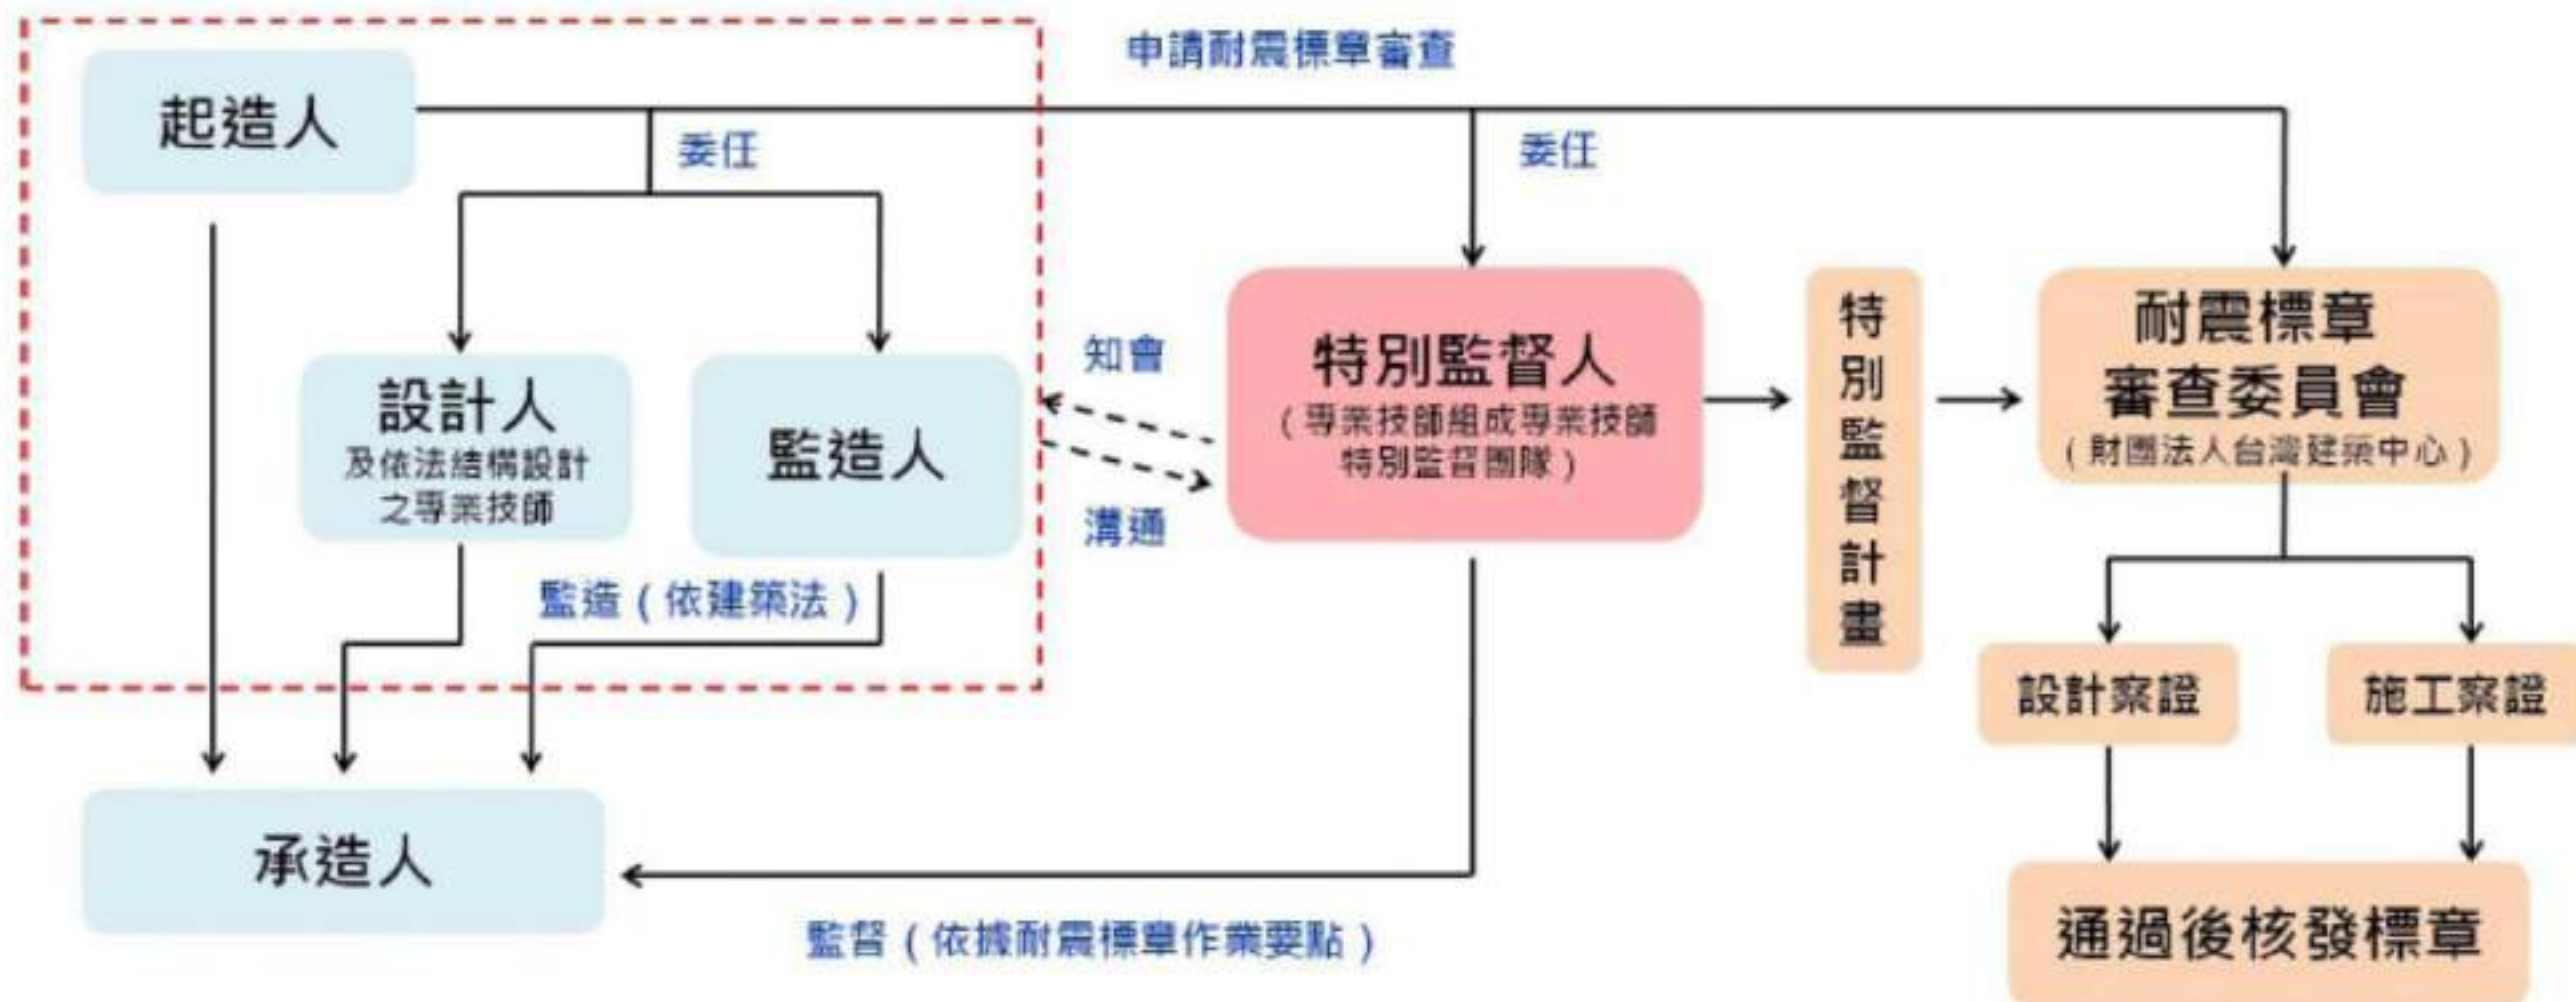 申請耐震標章審查
起造人
委任
委任
設計人
及依法結構設計
之專業技師
監造人
知會
溝通
特別監督人
(專業技師組成專業技師
特別監督團隊)
特別監督計畫
耐震標章
審查委員會
(財團法人台灣建築中心)
監造(依建築法)
設計察證
施工察證
承造人
監督(依據耐震標章作業要點)
通過後核發標章